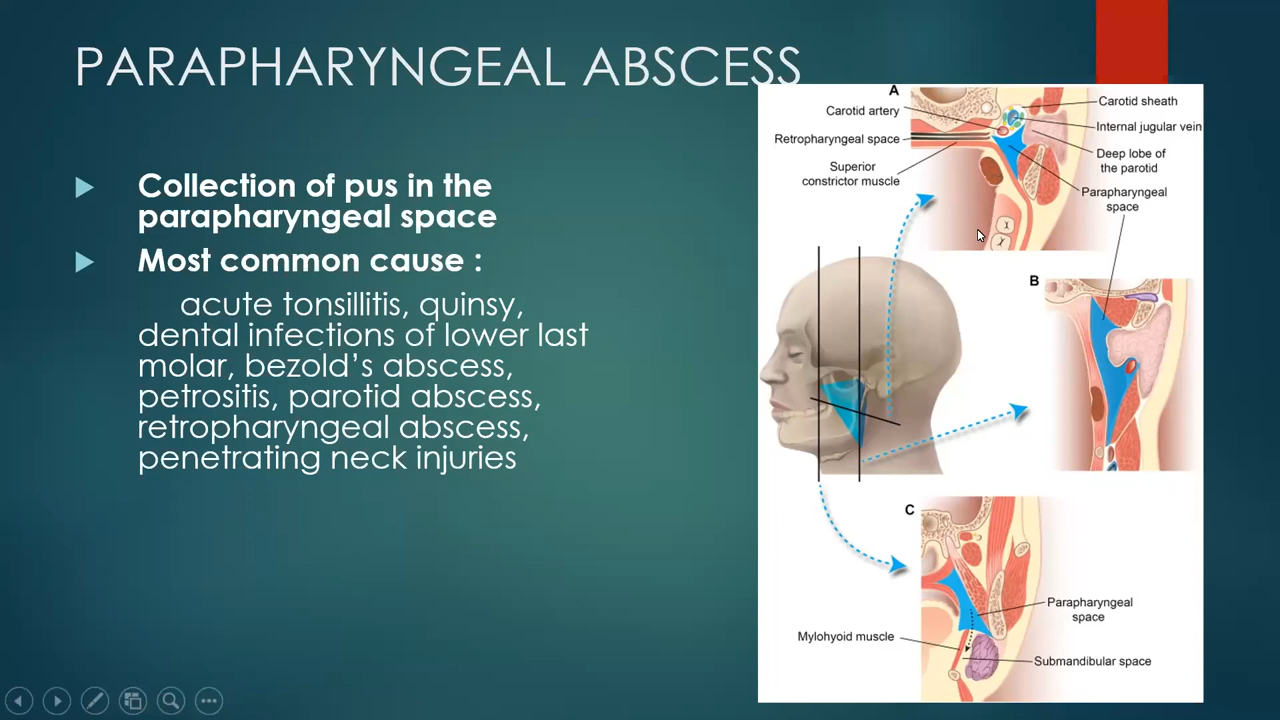 PARAPHARYNGEAL ABSCESS
Collection of pus in the
parapharyngeal space
Most common cause :
acute tonsillitis, quinsy,
dental infections of lower last
molar, bezold's abscess,
petrositis, parotid abscess,
retropharyngeal abscess,
penetrating neck injuries
A
Carotid artery
Retropharyngeal space
Superior
constrictor muscle
Carotid sheath
Internal jugular vein
Deep lobe of
the parotid
Parapharyngeal
space
B
C
Parapharyngeal
space
Mylohyoid muscle
Submandibular space